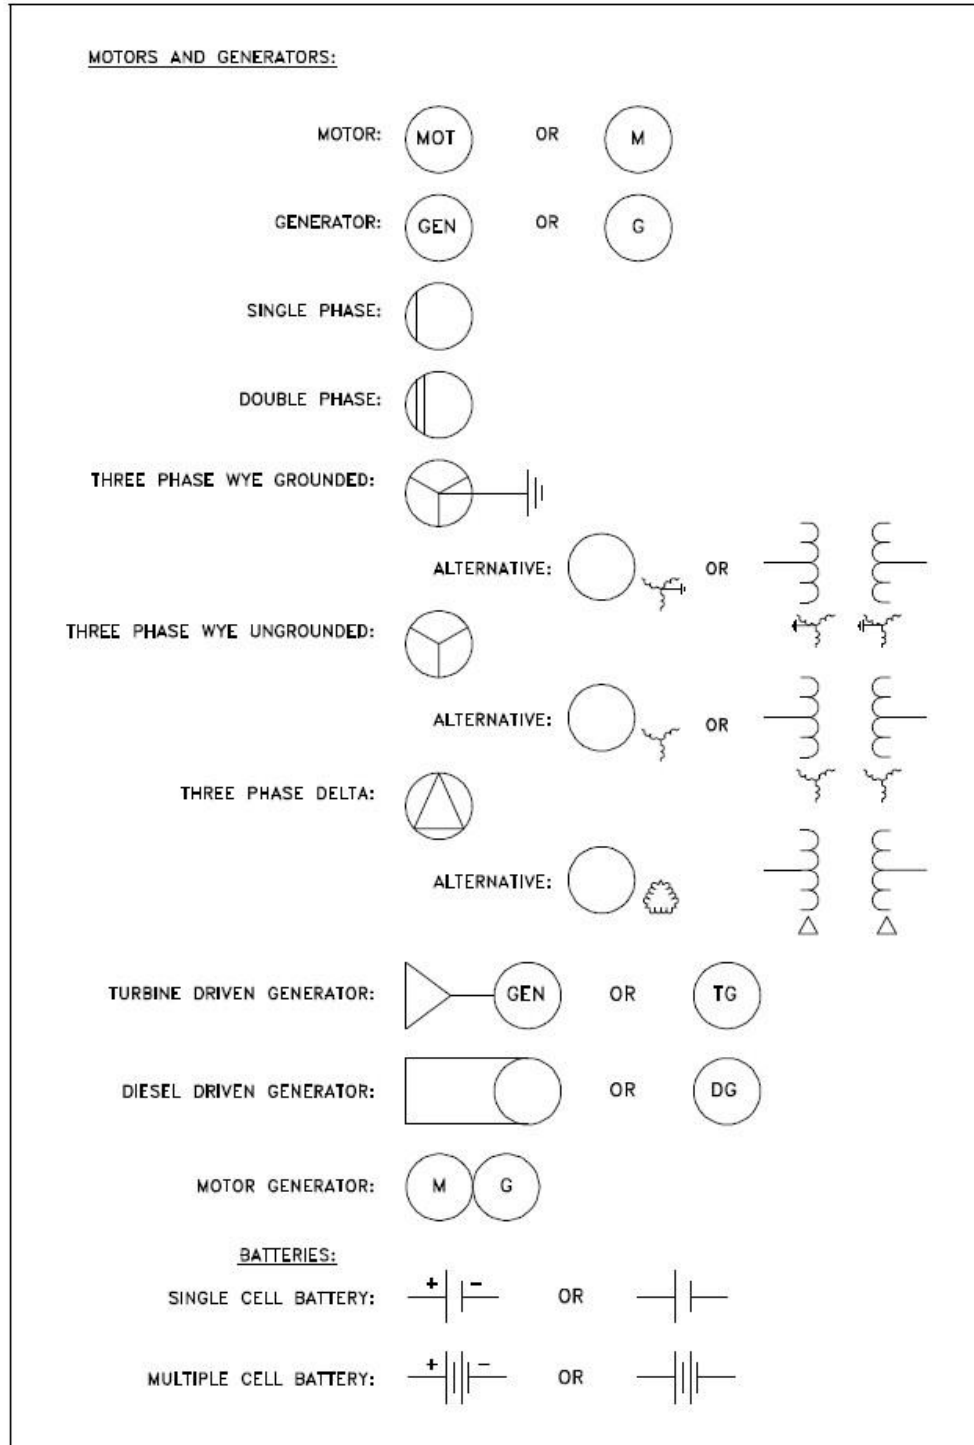 MOTORS AND GENERATORS:
MOTOR: MOT OR M
GENERATOR: GEN OR G
SINGLE PHASE:
DOUBLE PHASE:
THREE PHASE WYE GROUNDED:
ALTERNATIVE: OR
THREE PHASE WYE UNGROUNDED:
ALTERNATIVE: OR
THREE PHASE DELTA:
ALTERNATIVE:
TURBINE DRIVEN GENERATOR: GEN OR TG
DIESEL DRIVEN GENERATOR: OR DG
MOTOR GENERATOR: M G
BATTERIES:
SINGLE CELL BATTERY: + - OR
MULTIPLE CELL BATTERY: + - OR